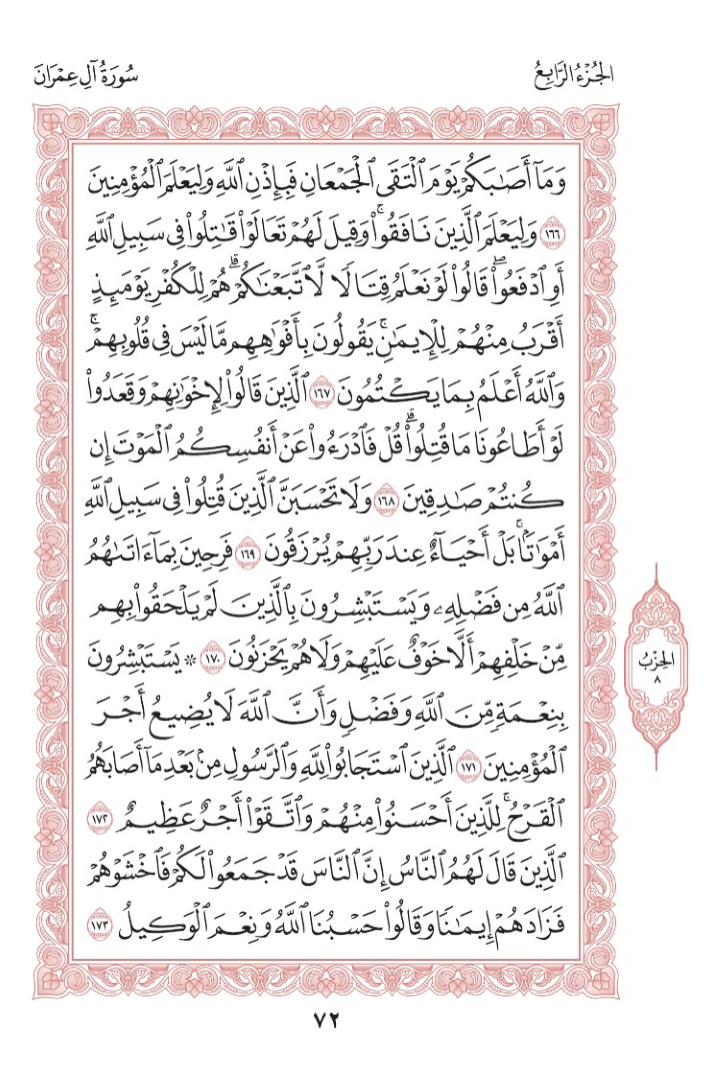 الجُزْءُ الرَّابِعُ
سُورَةُ آلِ عِمْرَانَ
وَمَآ أَصَٰبَكُمْ يَوْمَ ٱلْتَقَى ٱلْجَمْعَانِ فَبِإِذْنِ ٱللَّهِ وَلِيَعْلَمَ ٱلْمُؤْمِنِينَ
١٦٦ وَلِيَعْلَمَ ٱلَّذِينَ نَافَقُوا۟ۚ وَقِيلَ لَهُمْ تَعَالَوْا۟ قَٰتِلُوا۟ فِى سَبِيلِ ٱللَّهِ
أَوِ ٱدْفَعُوا۟ۖ قَالُوا۟ لَوْ نَعْلَمُ قِتَالًا لَّٱتَّبَعْنَٰكُمْۗ هُمْ لِلْكُفْرِ يَوْمَئِذٍ
أَقْرَبُ مِنْهُمْ لِلْإِيمَٰنِۚ يَقُولُونَ بِأَفْوَٰهِهِم مَّا لَيْسَ فِى قُلُوبِهِمْۚ
وَٱللَّهُ أَعْلَمُ بِمَا يَكْتُمُونَ ١٦٧ ٱلَّذِينَ قَالُوا۟ لِإِخْوَٰنِهِمْ وَقَعَدُوا۟
لَوْ أَطَاعُونَا مَا قُتِلُوا۟ۗ قُلْ فَٱدْرَءُوا۟ عَنْ أَنفُسِكُمُ ٱلْمَوْتَ إِن
كُنتُمْ صَٰدِقِينَ ١٦٨ وَلَا تَحْسَبَنَّ ٱلَّذِينَ قُتِلُوا۟ فِى سَبِيلِ ٱللَّهِ
أَمْوَٰتًۢاۚ بَلْ أَحْيَآءٌ عِندَ رَبِّهِمْ يُرْزَقُونَ ١٦٩ فَرِحِينَ بِمَآ ءَاتَىٰهُمُ
ٱللَّهُ مِن فَضْلِهِۦ وَيَسْتَبْشِرُونَ بِٱلَّذِينَ لَمْ يَلْحَقُوا۟ بِهِم
مِّنْ خَلْفِهِمْ أَلَّا خَوْفٌ عَلَيْهِمْ وَلَا هُمْ يَحْزَنُونَ ١٧٠ ۞ يَسْتَبْشِرُونَ
بِنِعْمَةٍ مِّنَ ٱللَّهِ وَفَضْلٍ وَأَنَّ ٱللَّهَ لَا يُضِيعُ أَجْرَ
ٱلْمُؤْمِنِينَ ١٧١ ٱلَّذِينَ ٱسْتَجَابُوا۟ لِلَّهِ وَٱلرَّسُولِ مِنۢ بَعْدِ مَآ أَصَابَهُمُ
ٱلْقَرْحُۚ لِلَّذِينَ أَحْسَنُوا۟ مِنْهُمْ وَٱتَّقَوْا۟ أَجْرٌ عَظِيمٌ ١٧٢
ٱلَّذِينَ قَالَ لَهُمُ ٱلنَّاسُ إِنَّ ٱلنَّاسَ قَدْ جَمَعُوا۟ لَكُمْ فَٱخْشَوْهُمْ
فَزَادَهُمْ إِيمَٰنًا وَقَالُوا۟ حَسْبُنَا ٱللَّهُ وَنِعْمَ ٱلْوَكِيلُ ١٧٣
الحِزْبُ
٨
٧٢